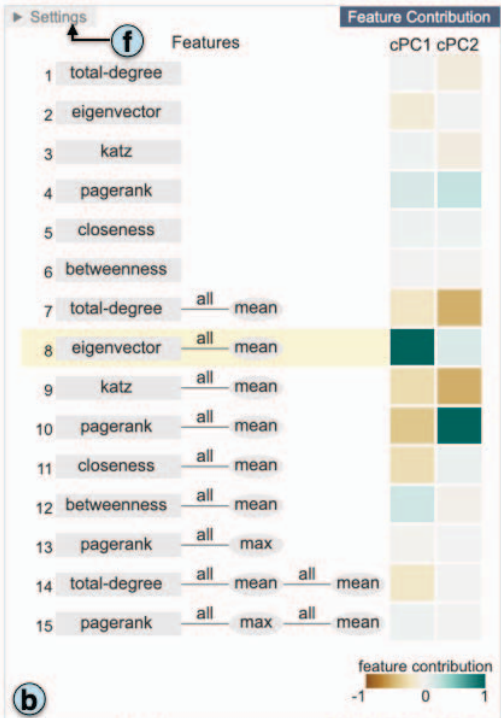 ▶ Settings
Feature Contribution
f
Features
cPC1 cPC2
1 total-degree
2 eigenvector
3 katz
4 pagerank
5 closeness
6 betweenness
7 total-degree all mean
8 eigenvector all mean
9 katz all mean
10 pagerank all mean
11 closeness all mean
12 betweenness all mean
13 pagerank all max
14 total-degree all mean all mean
15 pagerank all max all mean
feature contribution
-1 0 1
b